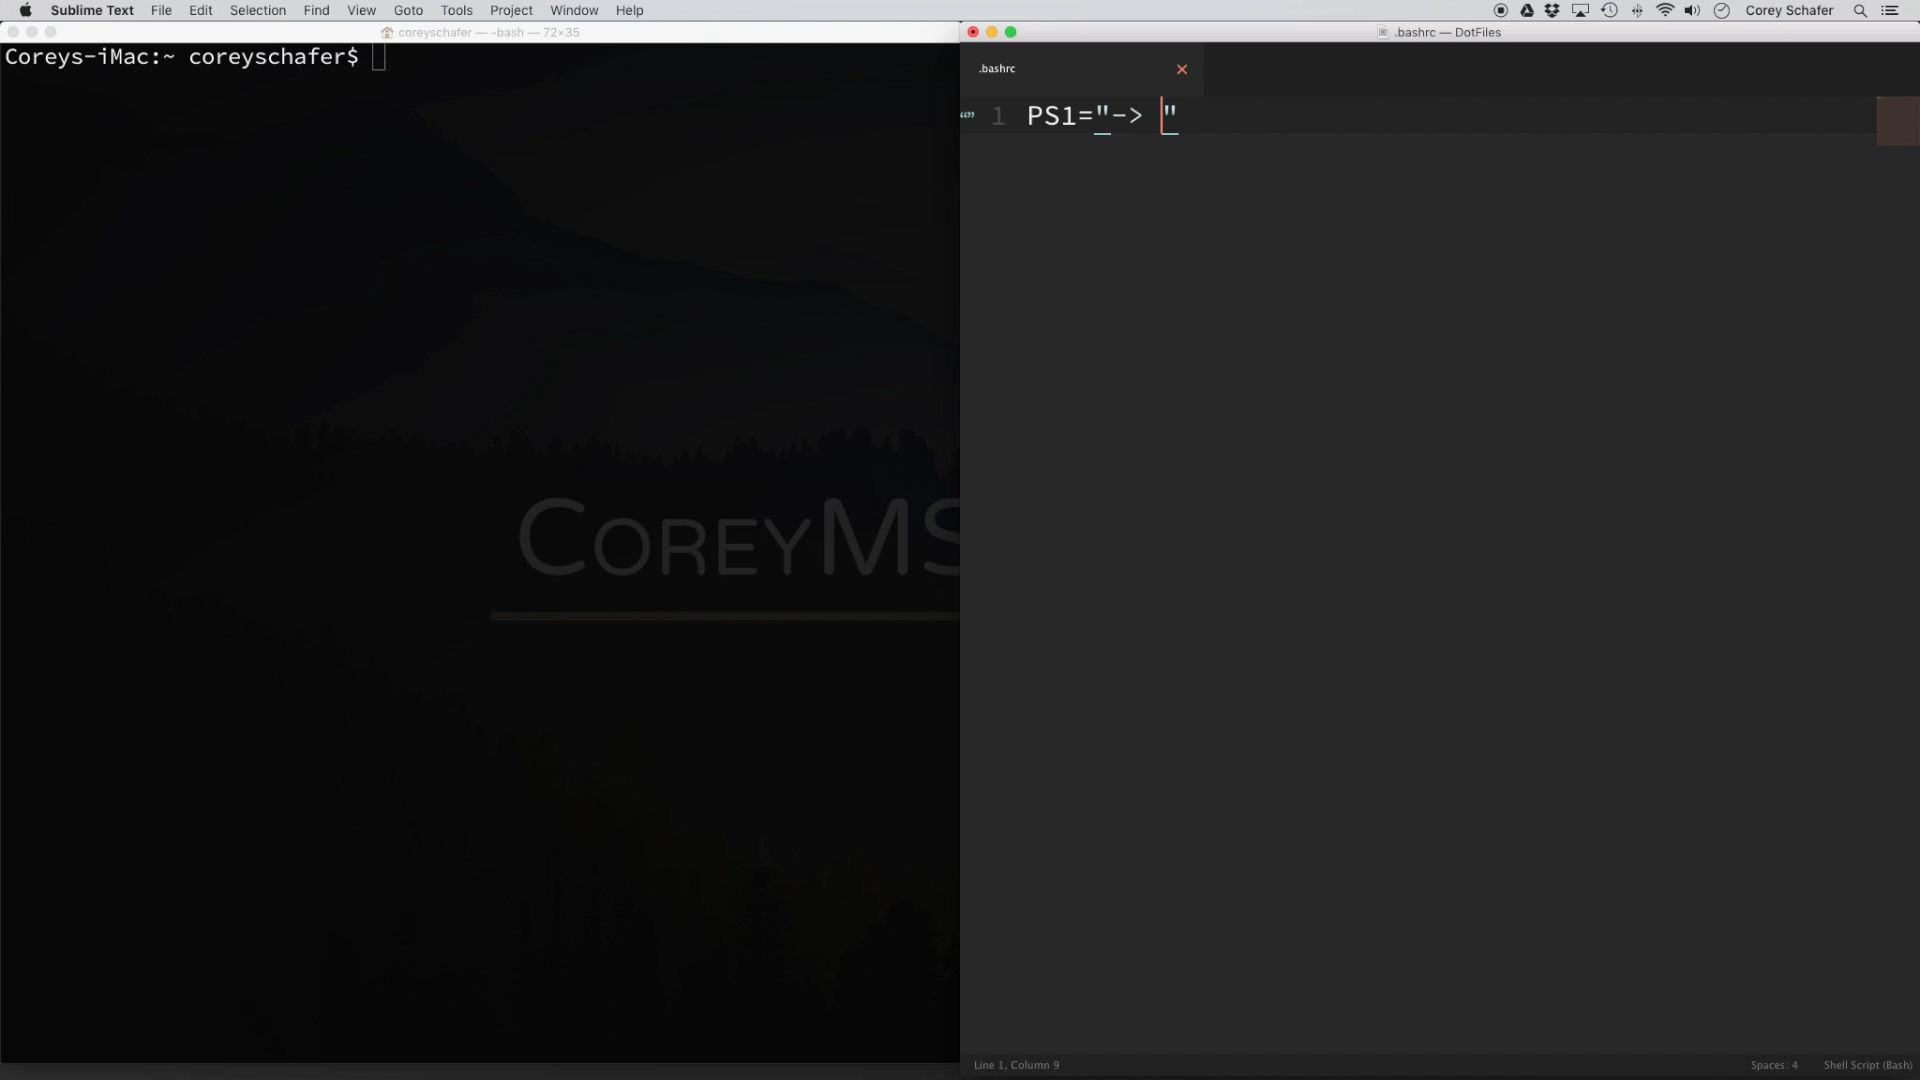 Sublime Text File Edit Selection Find View Goto Tools Project Window Help Corey Schafer
coreyschafer — -bash — 72×35
.bashrc — DotFiles
Coreys-iMac:~ coreyschafer$
.bashrc
1 PS1="-> "
COREYMS
Line 1, Column 9 Spaces: 4 Shell Script (Bash)